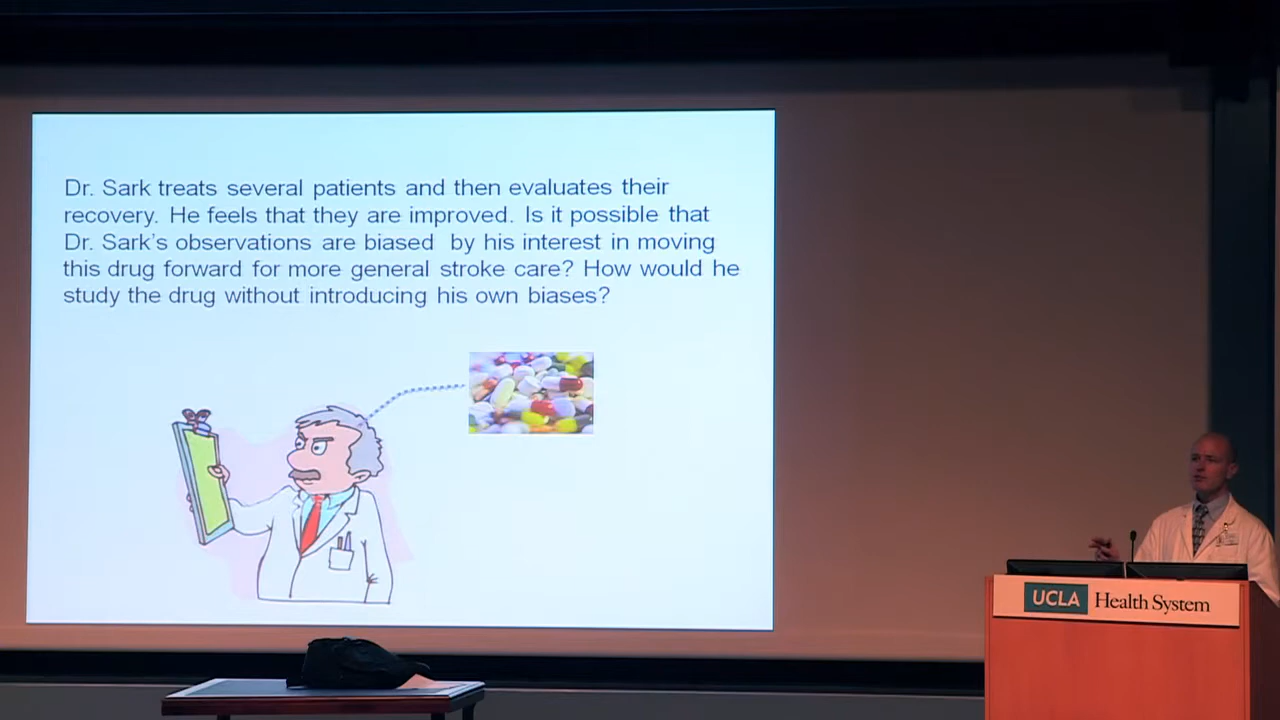 Dr. Sark treats several patients and then evaluates their
recovery. He feels that they are improved. Is it possible that
Dr. Sark's observations are biased by his interest in moving
this drug forward for more general stroke care? How would he
study the drug without introducing his own biases?
UCLA Health System